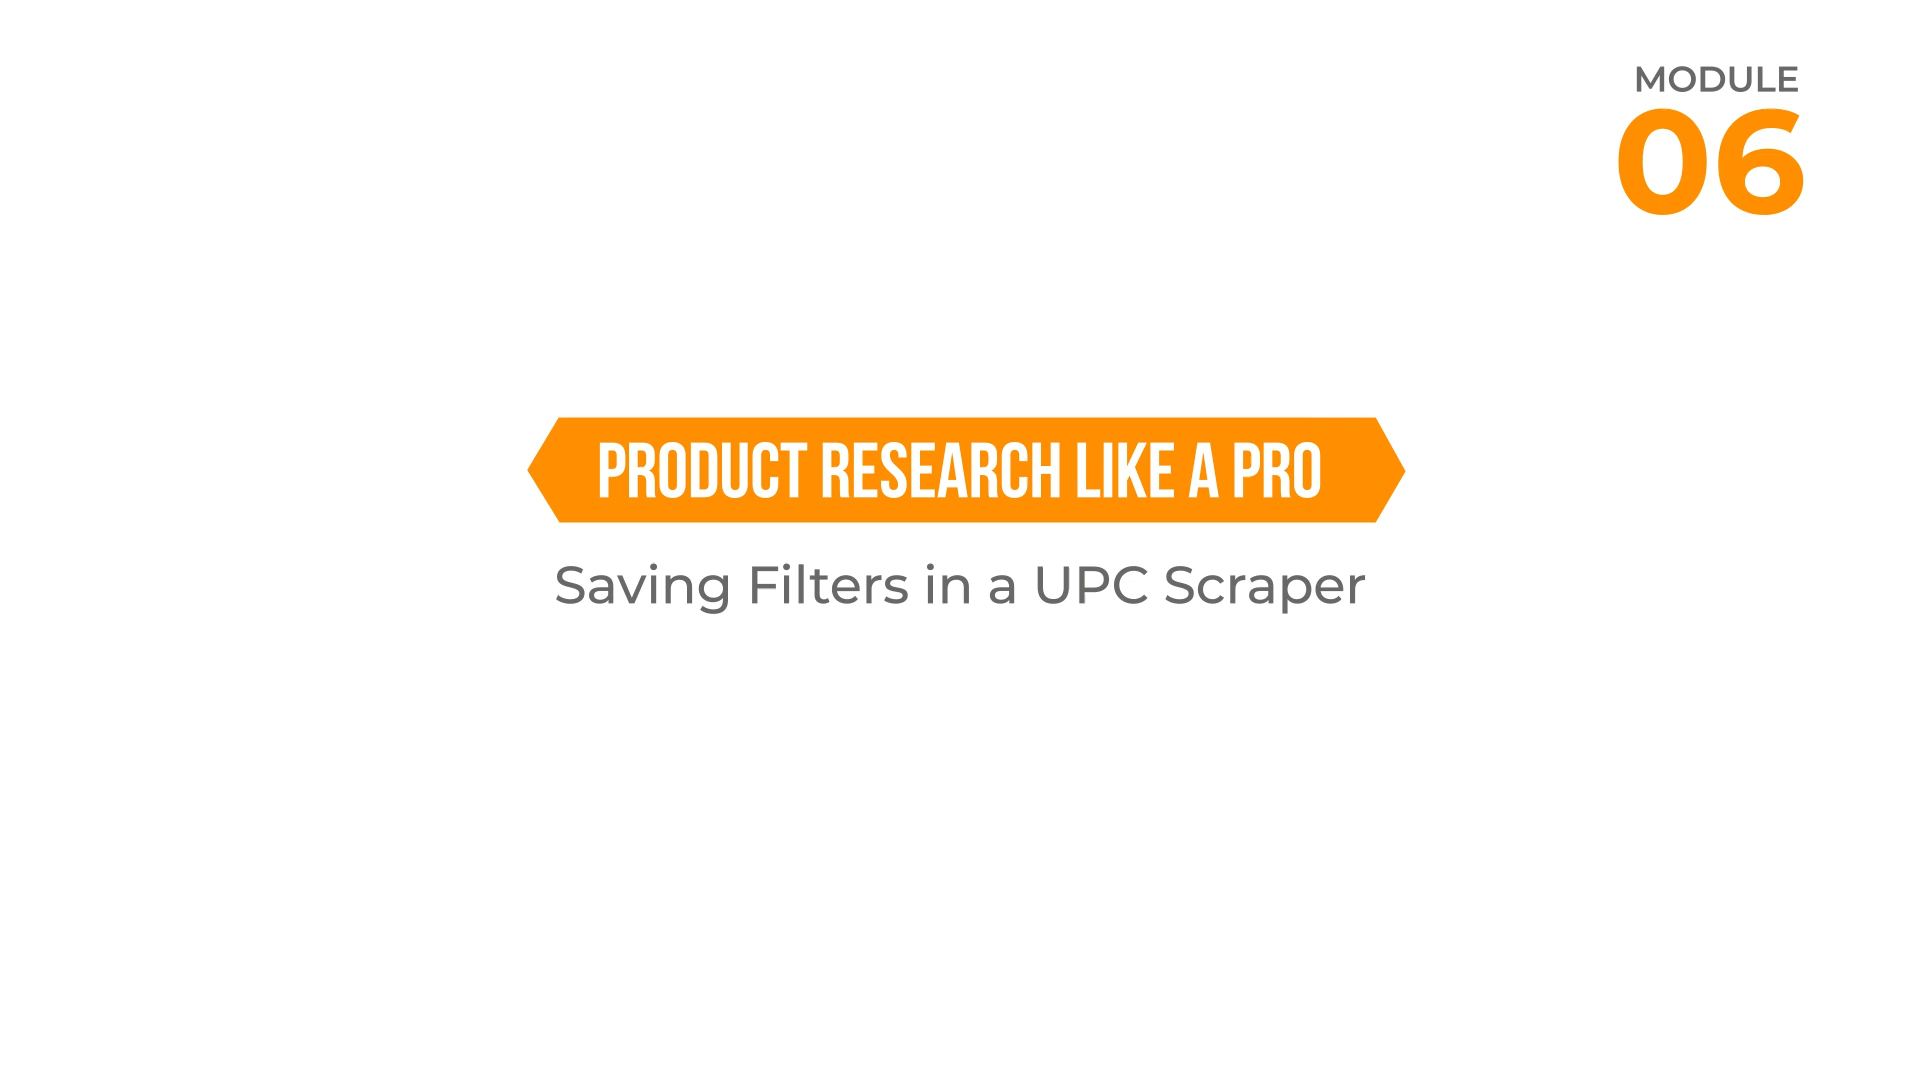 MODULE
06
PRODUCT RESEARCH LIKE A PRO
Saving Filters in a UPC Scraper